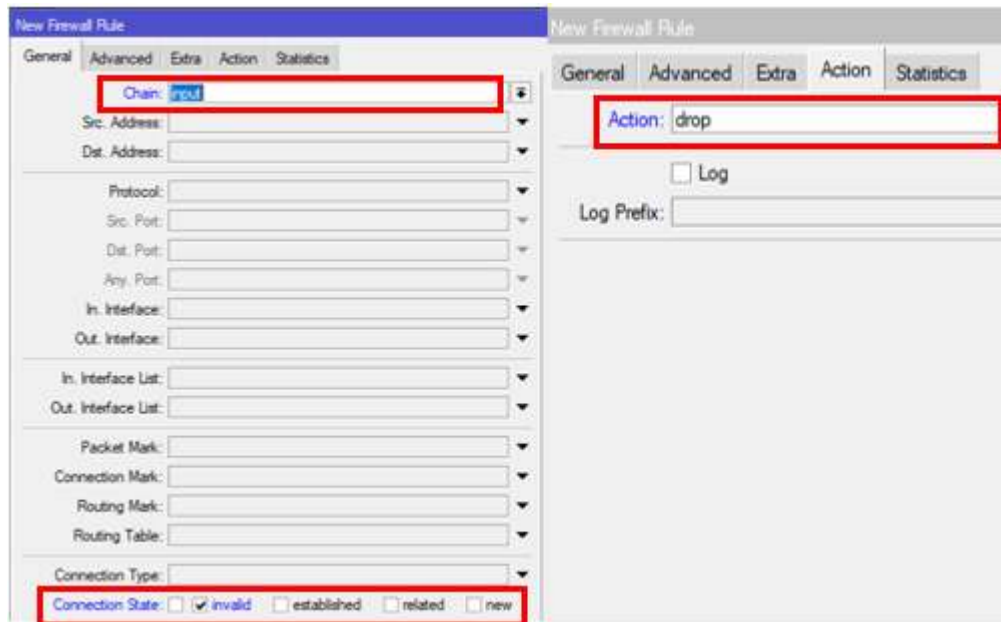 New Firewall Rule
General Advanced Extra Action Statistics
Chain: input
Src. Address:
Dst. Address:
Protocol:
Src. Port:
Dst. Port:
Any. Port:
In. Interface:
Out. Interface:
In. Interface List:
Out. Interface List:
Packet Mark:
Connection Mark:
Routing Mark:
Routing Table:
Connection Type:
Connection State: invalid established related new
New Firewall Rule
General Advanced Extra Action Statistics
Action: drop
Log
Log Prefix: